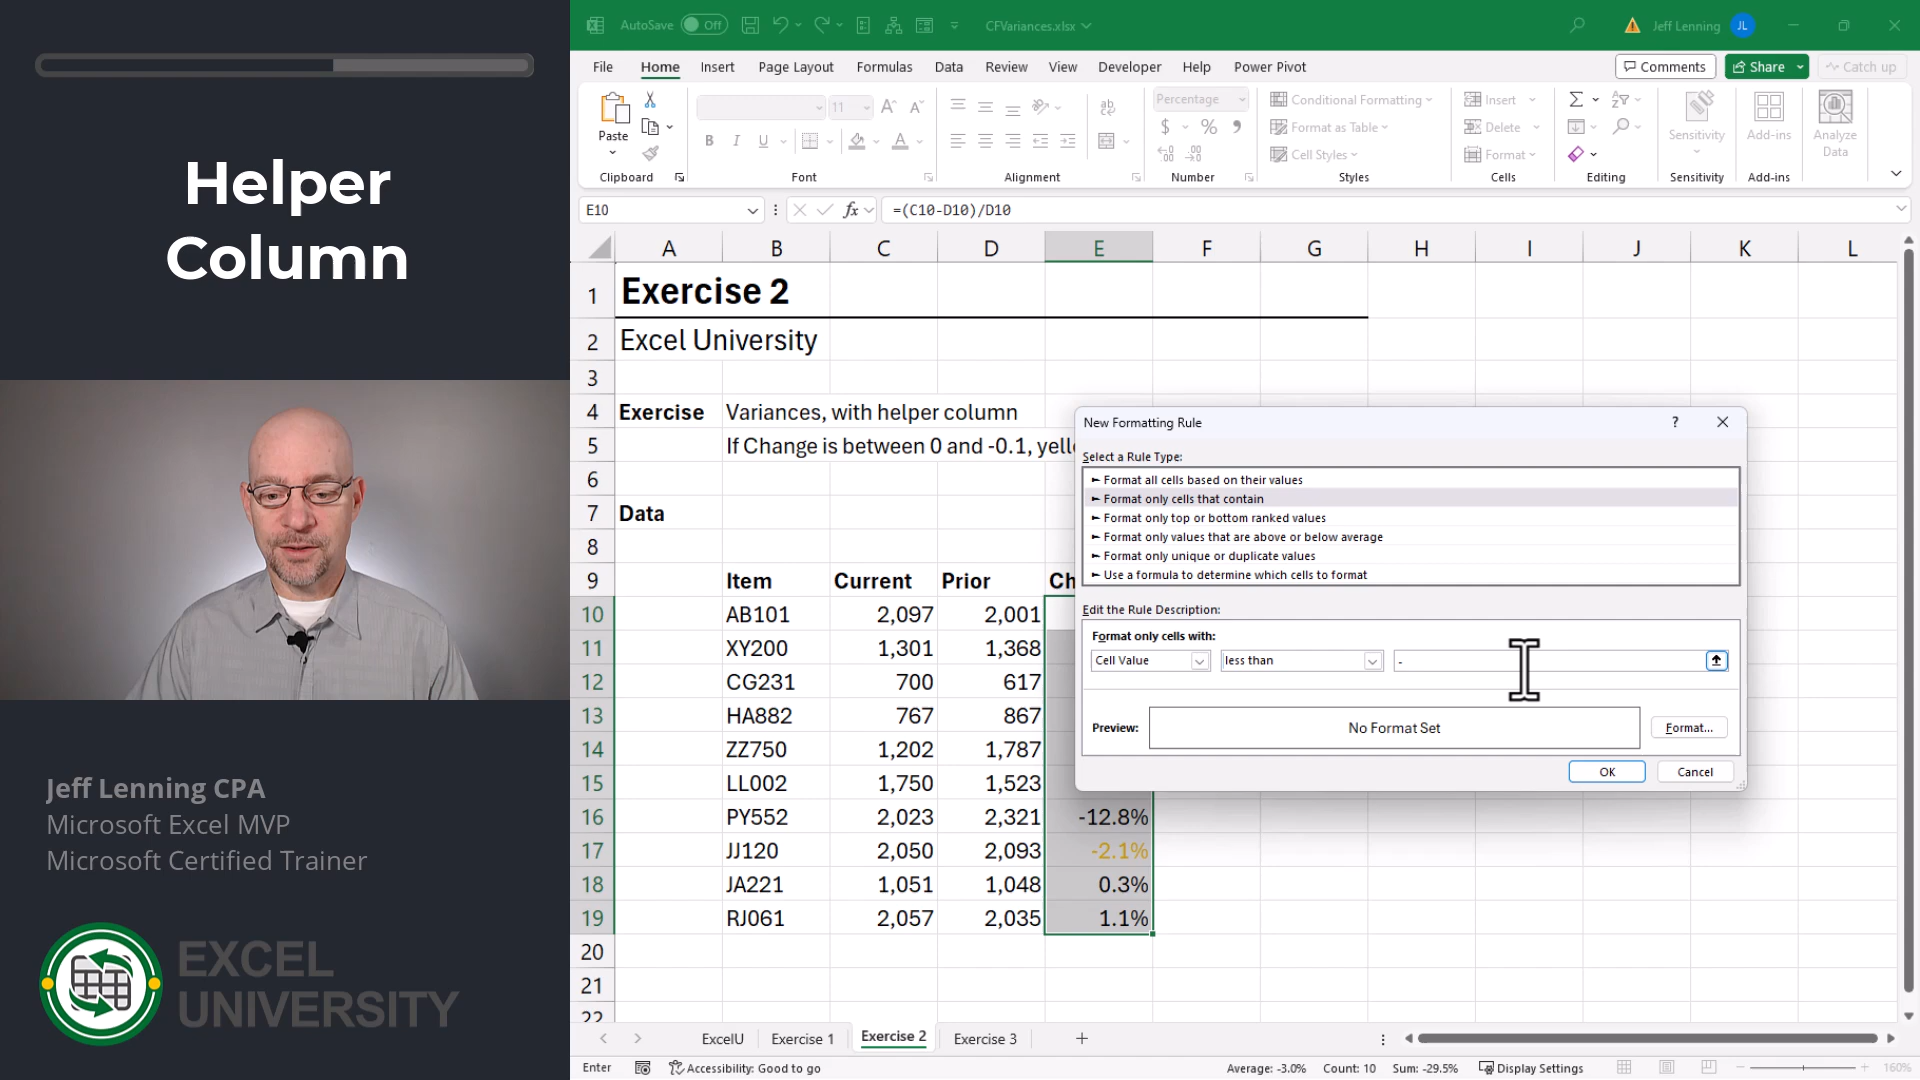 Helper
Column
Jeff Lenning CPA
Microsoft Excel MVP
Microsoft Certified Trainer
EXCEL
UNIVERSITY
AutoSave Off
CFVariances.xlsx
Jeff Lenning JL
File Home Insert Page Layout Formulas Data Review View Developer Help Power Pivot
Comments Share Catch up
Paste
Clipboard
11
B I U
Font
Alignment
Percentage
$ % 9
Number
Conditional Formatting
Format as Table
Cell Styles
Styles
Insert
Delete
Format
Cells
Editing
Sensitivity
Sensitivity
Add-ins
Add-ins
Analyze
Data
E10 fx =(C10-D10)/D10
A B C D E F G H I J K L
1 Exercise 2
2 Excel University
3
4 Exercise Variances, with helper column
5 If Change is between 0 and -0.1, yell
6
7 Data
8
9 Item Current Prior Ch
10 AB101 2,097 2,001
11 XY200 1,301 1,368
12 CG231 700 617
13 HA882 767 867
14 ZZ750 1,202 1,787
15 LL002 1,750 1,523
16 PY552 2,023 2,321 -12.8%
17 JJ120 2,050 2,093 -2.1%
18 JA221 1,051 1,048 0.3%
19 RJ061 2,057 2,035 1.1%
20
21
22
New Formatting Rule ?
Select a Rule Type:
► Format all cells based on their values
► Format only cells that contain
► Format only top or bottom ranked values
► Format only values that are above or below average
► Format only unique or duplicate values
► Use a formula to determine which cells to format
Edit the Rule Description:
Format only cells with:
Cell Value less than -
Preview: No Format Set Format...
OK Cancel
ExcelU Exercise 1 Exercise 2 Exercise 3 +
Enter Accessibility: Good to go Average: -3.0% Count: 10 Sum: -29.5% Display Settings 160%